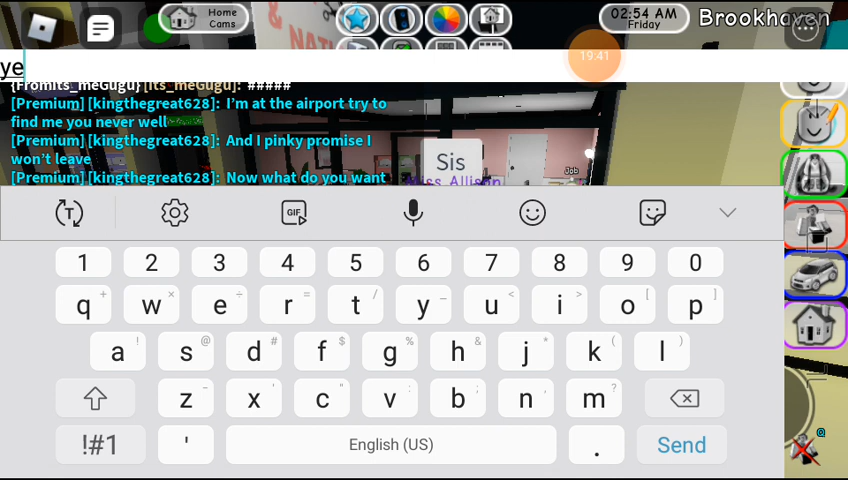 Home
Cams
02:54 AM
Friday
Brookhaven
& NATU
19:41
ye
{Fromits_meGugu} [its_meGugu]: #####
[Premium] [kingthegreat628]: I'm at the airport try to
find me you never well
[Premium] [kingthegreat628]: And I pinky promise I
won't leave
[Premium] [kingthegreat628]: Now what do you want
Sis
Miss Allison
Job
T
GIF
1 2 3 4 5 6 7 8 9 0
q + w × e ÷ r = t / y _ u < i > o [ p ]
a ! s @ d # f $ g % h & j * k ( l )
z - x ' c " v : b ; n , m ?
!#1 ' English (US) . Send
Q